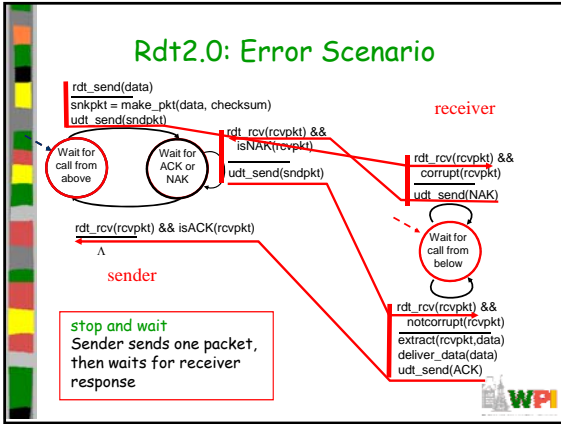 Rdt2.0: Error Scenario
rdt_send(data)
snkpkt = make_pkt(data, checksum)
udt_send(sndpkt)
receiver
rdt_rcv(rcvpkt) &&
isNAK(rcvpkt)
udt_send(sndpkt)
Wait for
call from
above
Wait for
ACK or
NAK
rdt_rcv(rcvpkt) &&
corrupt(rcvpkt)
udt_send(NAK)
rdt_rcv(rcvpkt) && isACK(rcvpkt)
Λ
sender
Wait for
call from
below
rdt_rcv(rcvpkt) &&
notcorrupt(rcvpkt)
extract(rcvpkt,data)
deliver_data(data)
udt_send(ACK)
stop and wait
Sender sends one packet,
then waits for receiver
response
WPI